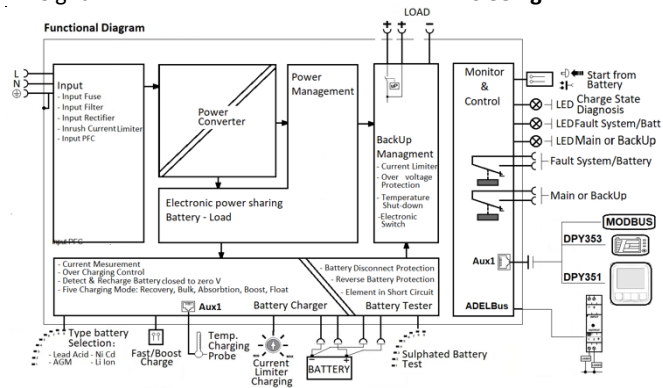 LOAD
Functional Diagram
L
N
Input
- Input Fuse
- Input Filter
- Input Rectifier
- Inrush CurrentLimiter
- Input PFC
Power
Converter
Power
Management
Electronic power sharing
Battery - Load
µP
BackUp
Managment
- Current Limiter
- Over voltage
Protection
- Temperature
Shut-down
-Electronic
Switch
Monitor
&
Control
Start from
Battery
LED Charge State
Diagnosis
LED Fault System/Batt
LED Main or BackUp
Fault System/Battery
Main or BackUp
MODBUS
DPY353
Aux1
DPY351
ADELBus
Input PFC
- Current Mesurement
- Over Charging Control
- Detect & Recharge Battery closed to zero V
- Five Charging Mode: Recovery, Bulk, Absorbtion, Boost, Float
Aux1
Battery Charger
- Battery Disconnect Protection
- Reverse Battery Protection
- Element in Short Circuit
Battery Tester
Type battery
Selection:
- Lead Acid - Ni Cd
- AGM - Li Ion
Fast/Boost
Charge
Temp.
Charging
Probe
Current
Limiter
Charging
BATTERY
Sulphated Battery
Test